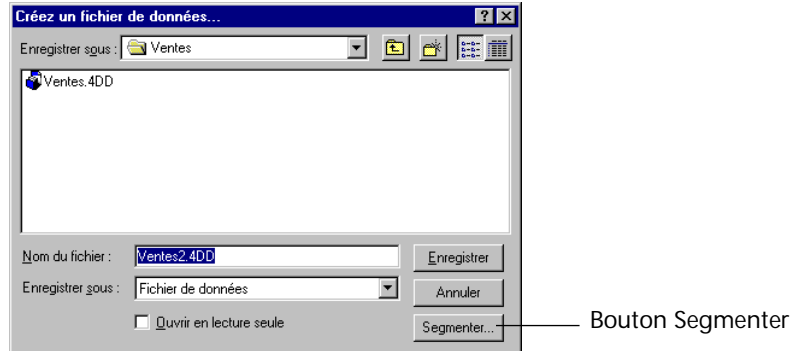 Créez un fichier de données...
Enregistrer sous : Ventes
Ventes.4DD
Nom du fichier : Ventes2.4DD Enregistrer
Enregistrer sous : Fichier de données Annuler
Ouvrir en lecture seule Segmenter... Bouton Segmenter